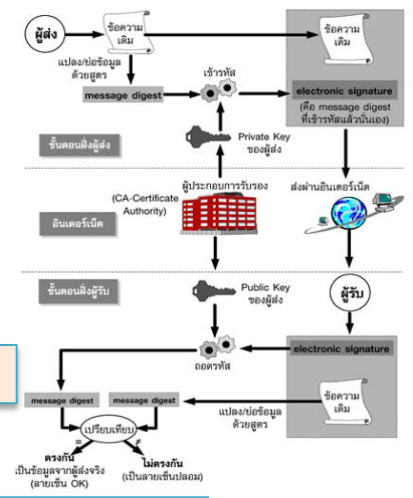 ผู้ส่ง
ข้อความ
เดิม
ข้อความ
เดิม
แปลง/ย่อข้อมูล
ด้วยสูตร
เข้ารหัส
message digest
electronic signature
(คือ message digest
ที่เข้ารหัสแล้วนั่นเอง)
Private Key
ของผู้ส่ง
ขั้นตอนฝั่งผู้ส่ง
ผู้ประกอบการรับรอง
(CA-Certificate
Authority)
ส่งผ่านอินเตอร์เน็ต
อินเตอร์เน็ต
ขั้นตอนฝั่งผู้รับ
Public Key
ของผู้ส่ง
ผู้รับ
electronic signature
ถอดรหัส
message digest
message digest
แปลง/ย่อข้อมูล
ด้วยสูตร
ข้อความ
เดิม
เปรียบเทียบ
= ≠
ตรงกัน
เป็นข้อมูลจากผู้ส่งจริง
(ลายเซ็น OK)
ไม่ตรงกัน
(เป็นลายเซ็นปลอม)